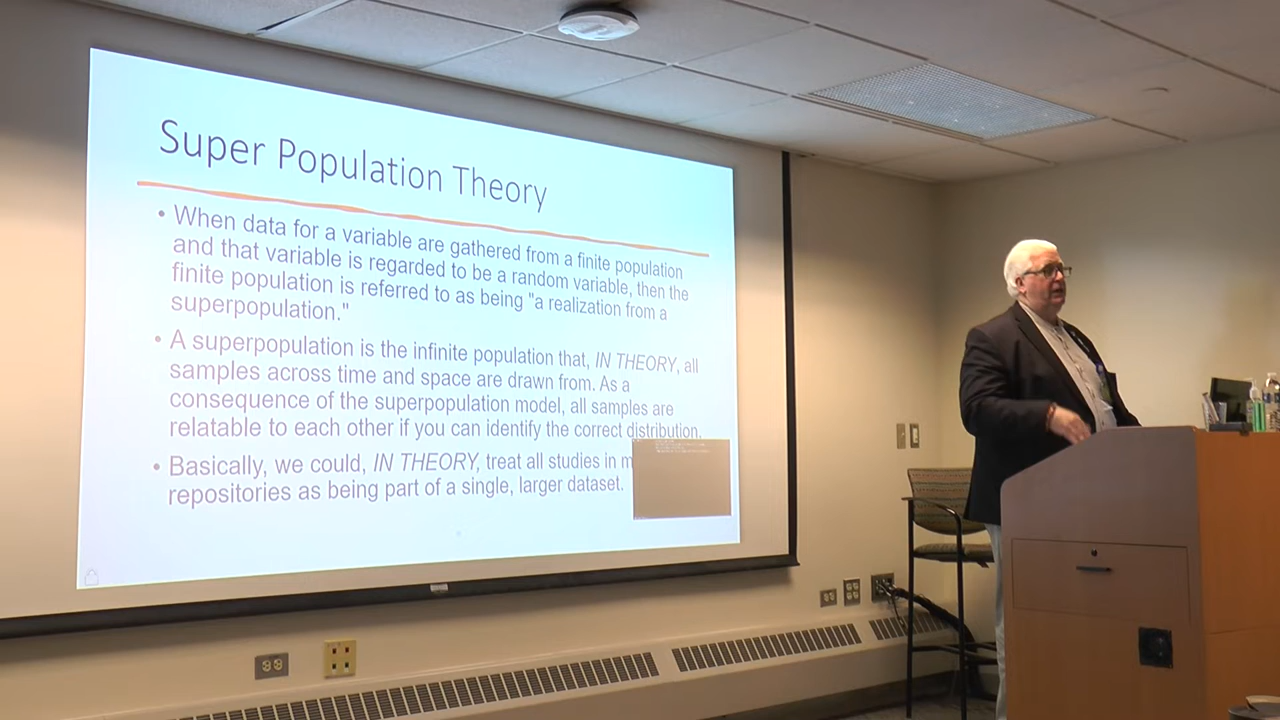 Super Population Theory
• When data for a variable are gathered from a finite population
and that variable is regarded to be a random variable, then the
finite population is referred to as being "a realization from a
superpopulation."
• A superpopulation is the infinite population that, IN THEORY, all
samples across time and space are drawn from. As a
consequence of the superpopulation model, all samples are
relatable to each other if you can identify the correct distribution.
• Basically, we could, IN THEORY, treat all studies in m
repositories as being part of a single, larger dataset.